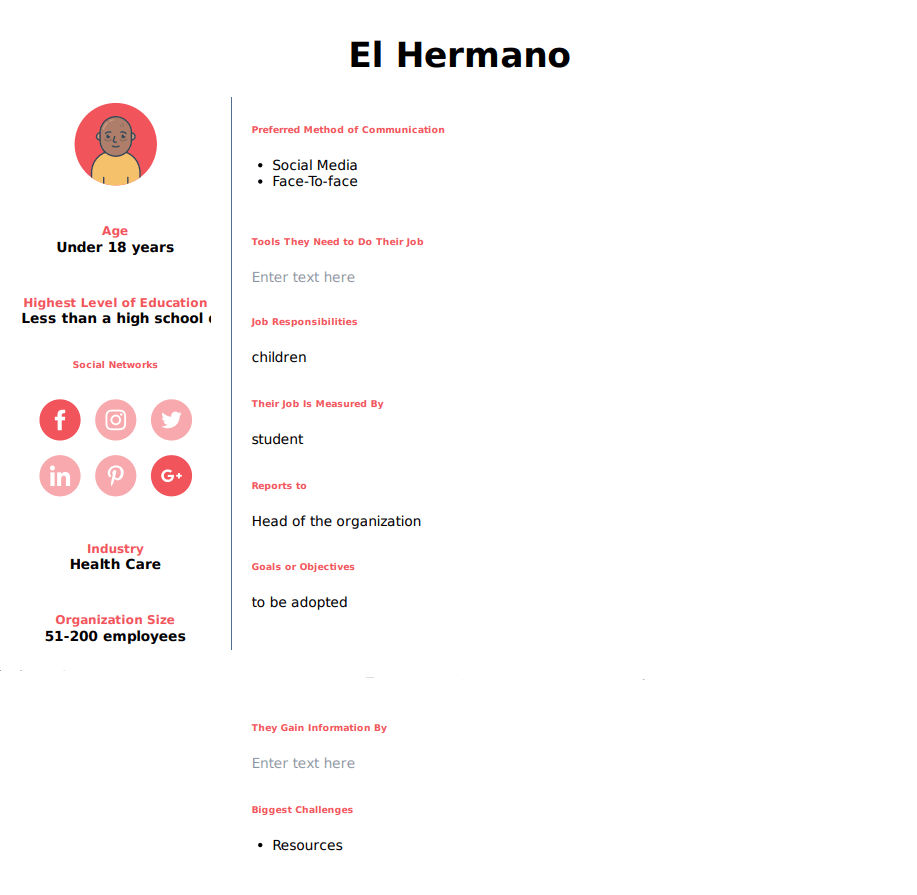 El Hermano
Age
Under 18 years
Highest Level of Education
Less than a high school
Social Networks
Industry
Health Care
Organization Size
51-200 employees
Preferred Method of Communication
• Social Media
• Face-To-face
Tools They Need to Do Their Job
Enter text here
Job Responsibilities
children
Their Job Is Measured By
student
Reports to
Head of the organization
Goals or Objectives
to be adopted
They Gain Information By
Enter text here
Biggest Challenges
• Resources